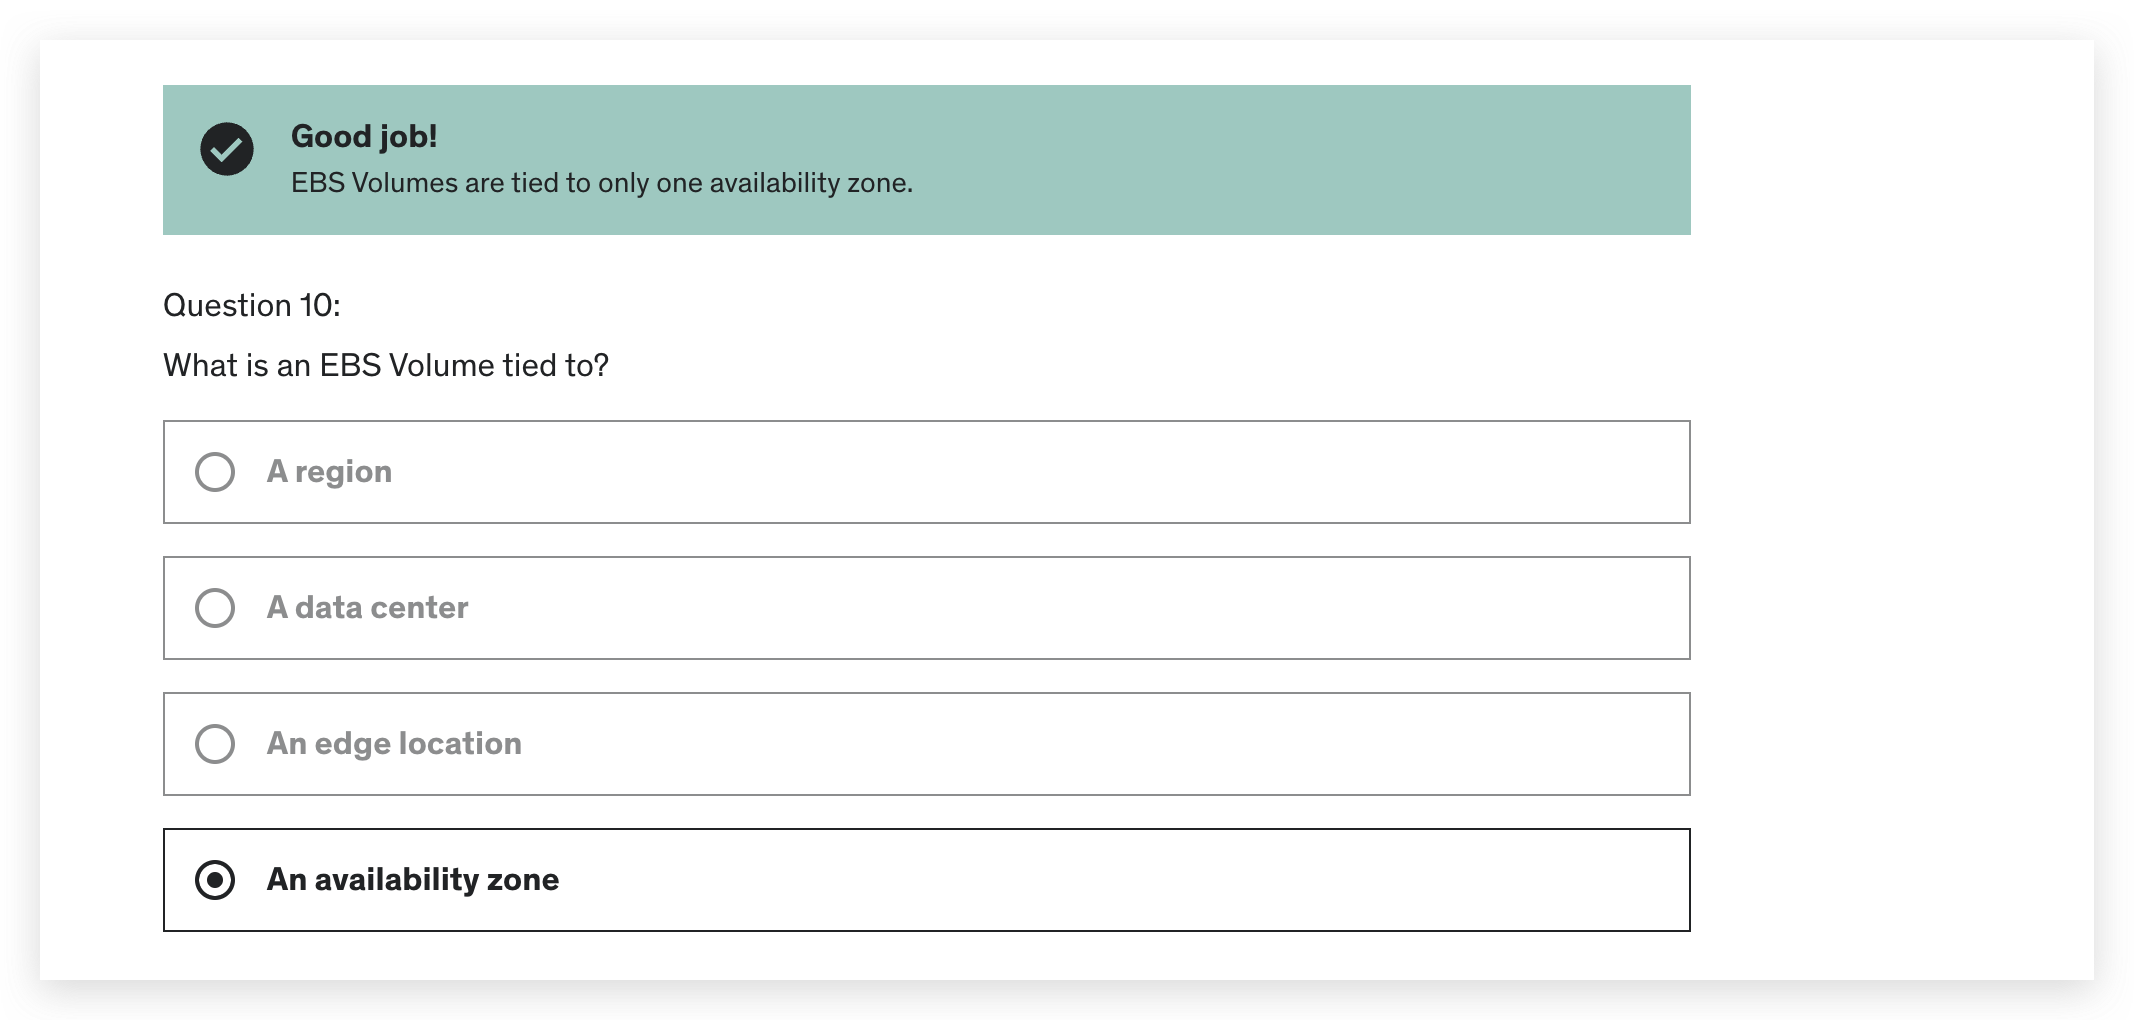 Good job!
EBS Volumes are tied to only one availability zone.
Question 10:
What is an EBS Volume tied to?
A region
A data center
An edge location
An availability zone